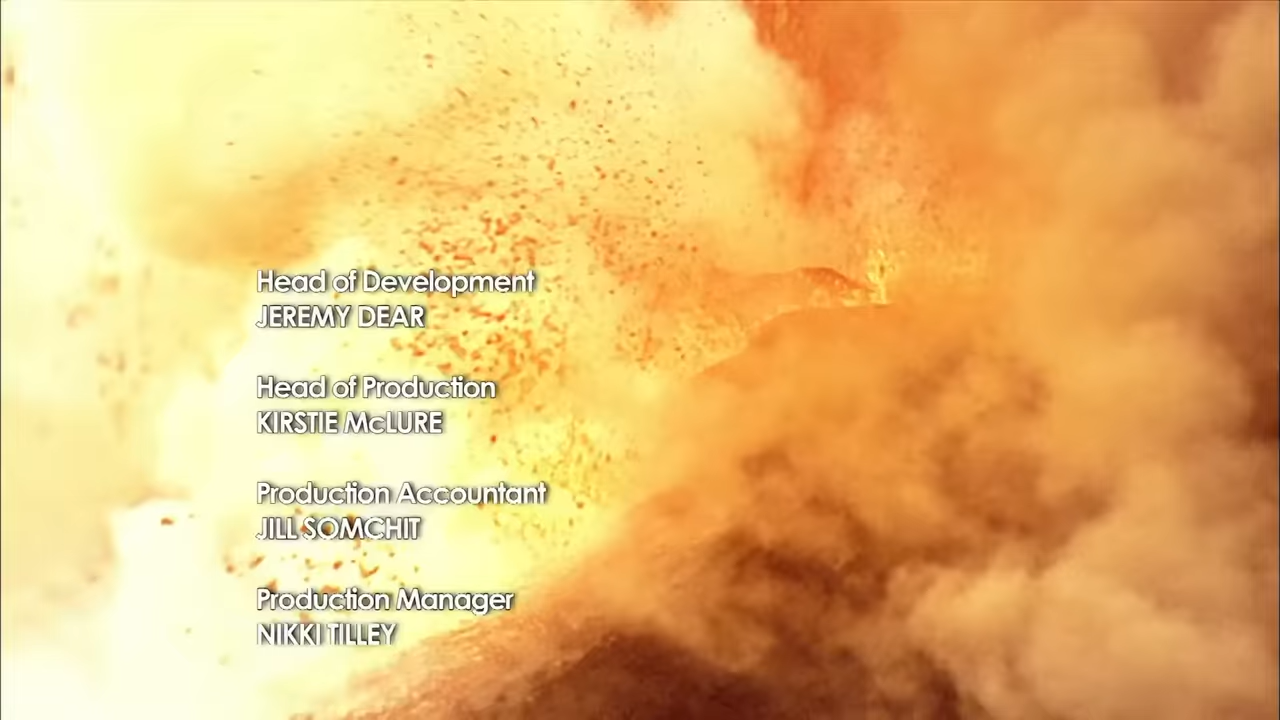 Head of Development
JEREMY DEAR
Head of Production
KIRSTIE McLURE
Production Accountant
JILL SOMCHIT
Production Manager
NIKKI TILLEY